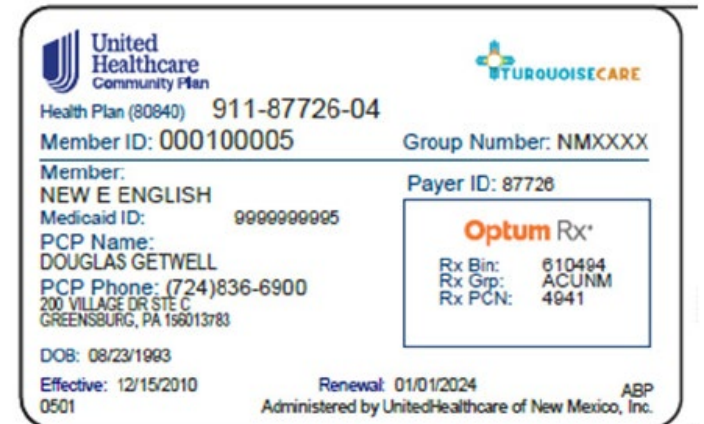 United
Healthcare
Community Plan
TURQUOISECARE
Health Plan (80840) 911-87726-04
Member ID: 000100005
Group Number: NMXXXX
Member:
NEW E ENGLISH
Medicaid ID: 9999999995
PCP Name:
DOUGLAS GETWELL
PCP Phone: (724)836-6900
200 VILLAGE DR STE C
GREENSBURG, PA 156013783
DOB: 08/23/1993
Payer ID: 87726
Optum Rx
Rx Bin: 610494
Rx Grp: ACUNM
Rx PCN: 4941
Effective: 12/15/2010
Renewal: 01/01/2024
ABP
0501
Administered by UnitedHealthcare of New Mexico, Inc.